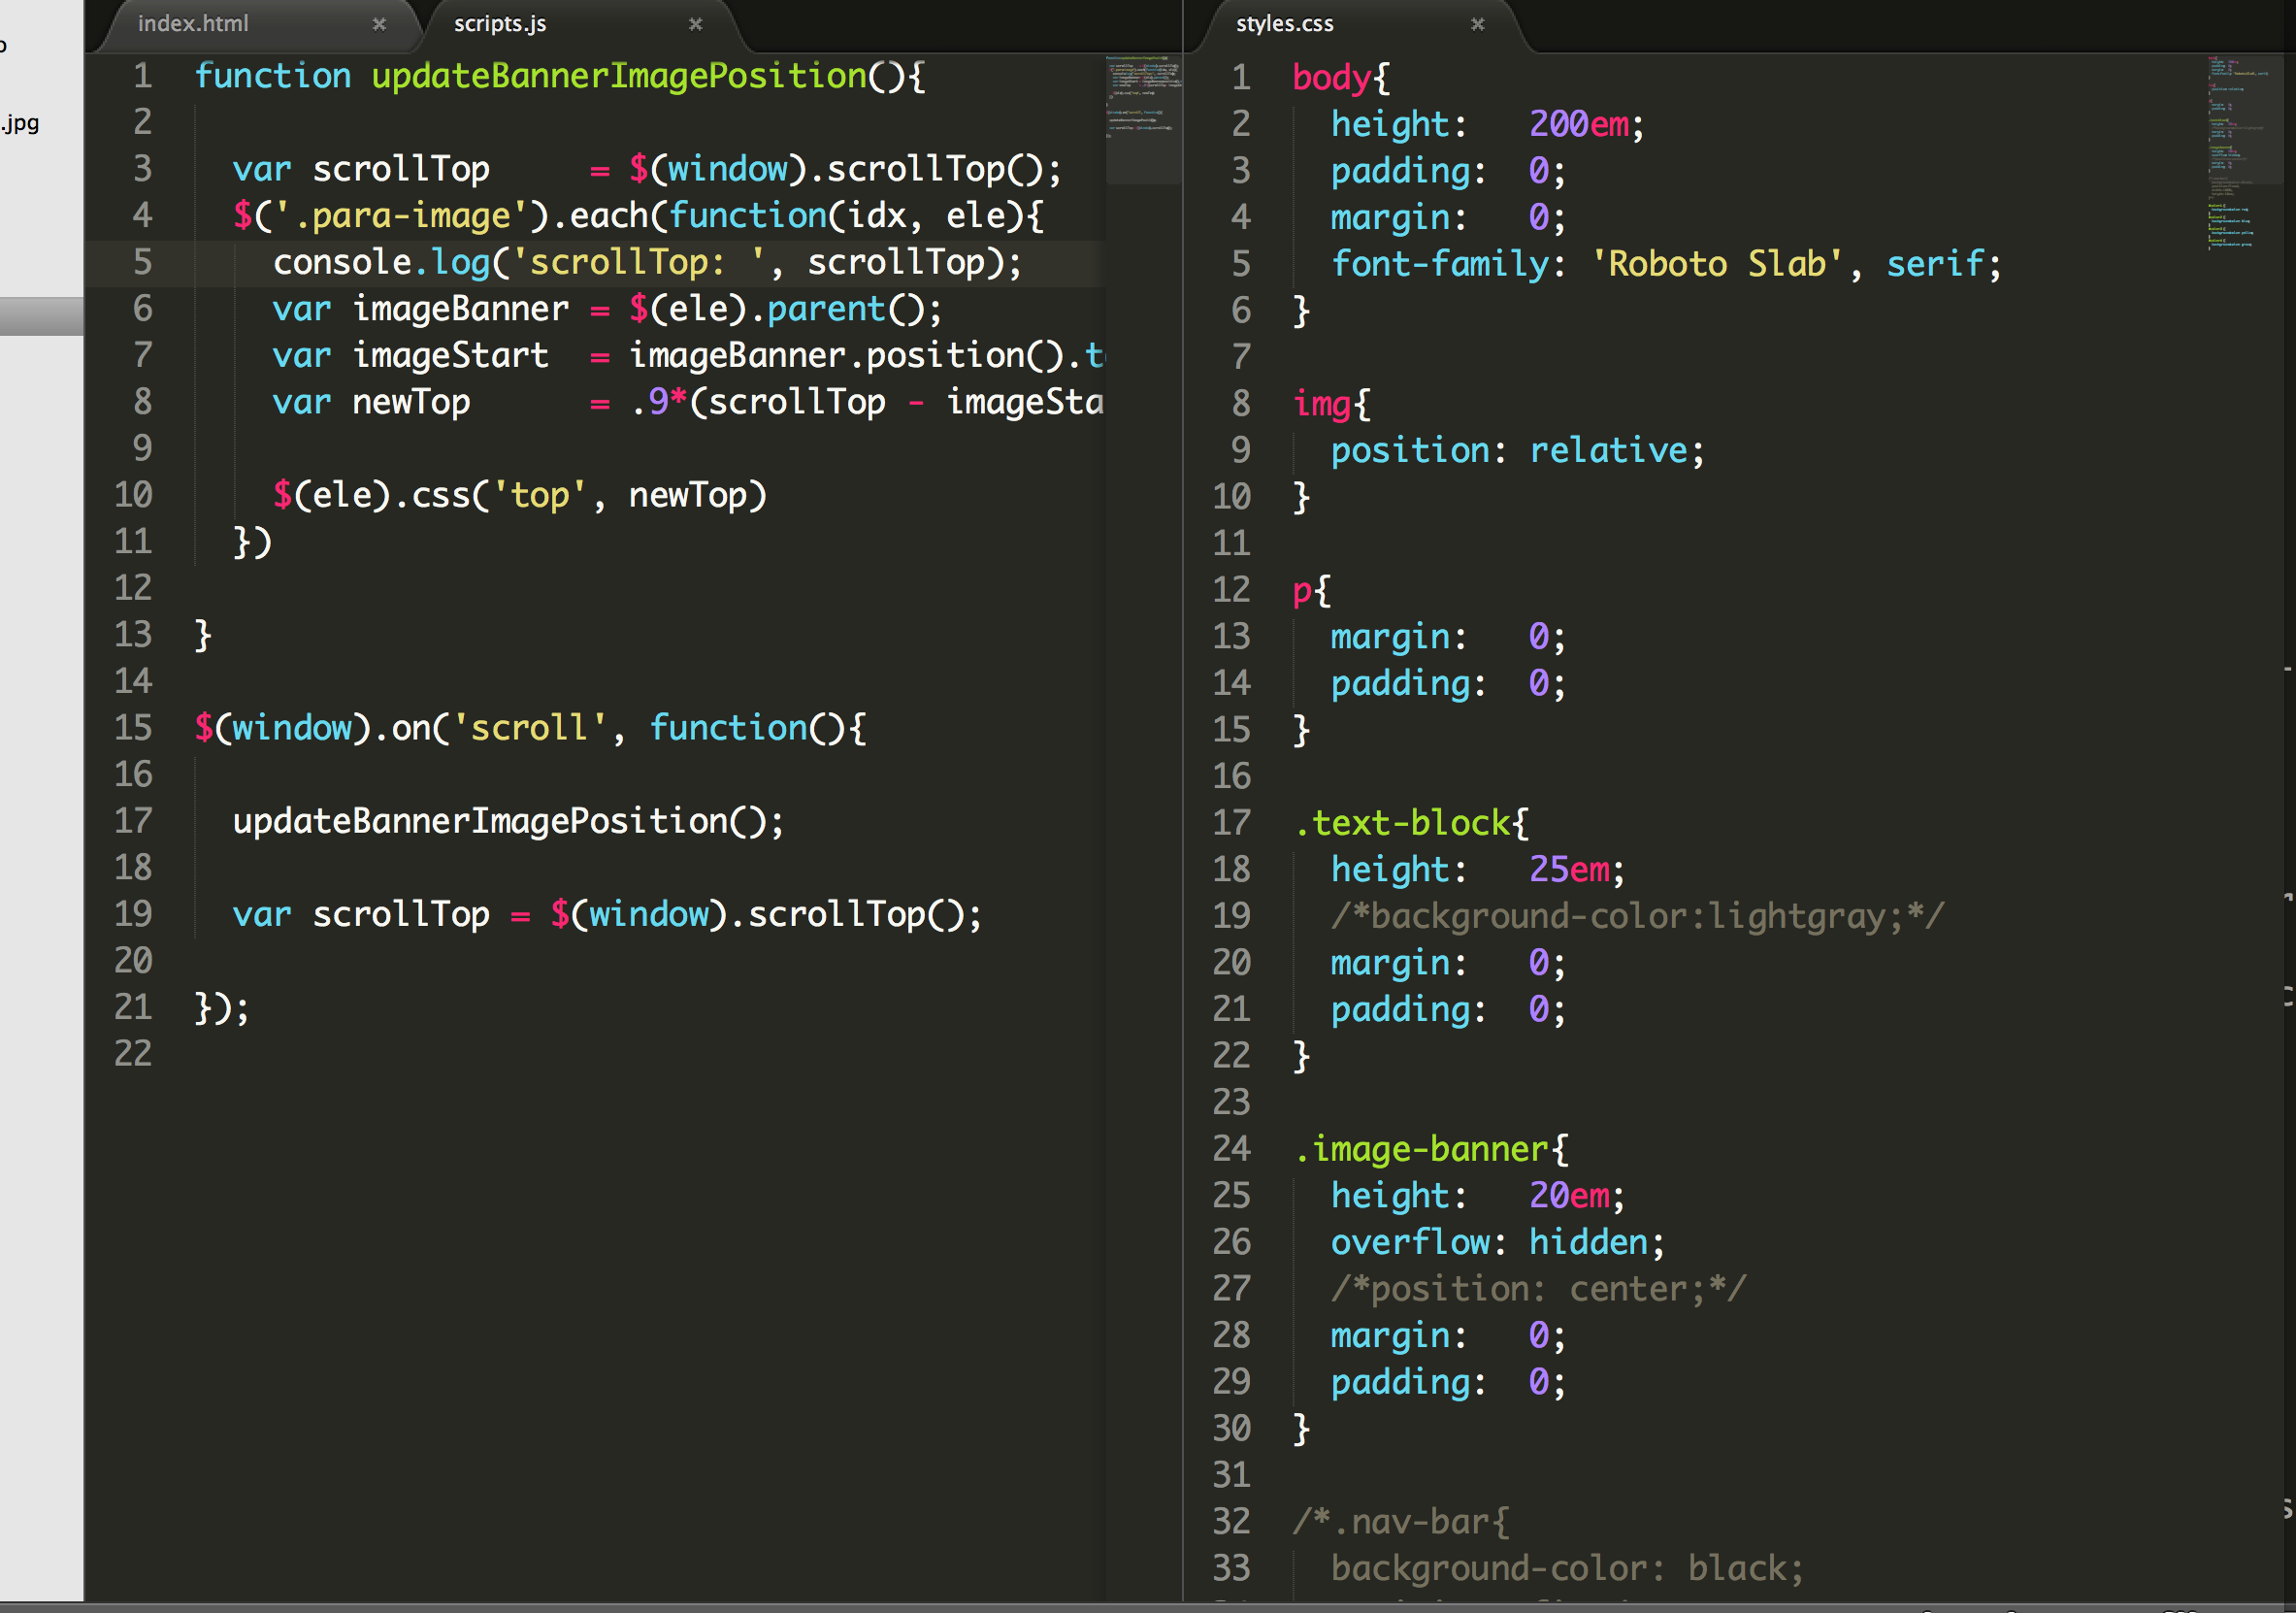 .jpg
index.html
scripts.js
1 function updateBannerImagePosition(){
2
3 var scrollTop = $(window).scrollTop();
4 $('.para-image').each(function(idx, ele){
5 console.log('scrollTop: ', scrollTop);
6 var imageBanner = $(ele).parent();
7 var imageStart = imageBanner.position().t
8 var newTop = .9*(scrollTop - imageSta
9
10 $(ele).css('top', newTop)
11 })
12
13 }
14
15 $(window).on('scroll', function(){
16
17 updateBannerImagePosition();
18
19 var scrollTop = $(window).scrollTop();
20
21 });
22
styles.css
1 body{
2 height: 200em;
3 padding: 0;
4 margin: 0;
5 font-family: 'Roboto Slab', serif;
6 }
7
8 img{
9 position: relative;
10 }
11
12 p{
13 margin: 0;
14 padding: 0;
15 }
16
17 .text-block{
18 height: 25em;
19 /*background-color:lightgray;*/
20 margin: 0;
21 padding: 0;
22 }
23
24 .image-banner{
25 height: 20em;
26 overflow: hidden;
27 /*position: center;*/
28 margin: 0;
29 padding: 0;
30 }
31
32 /*.nav-bar{
33 background-color: black;